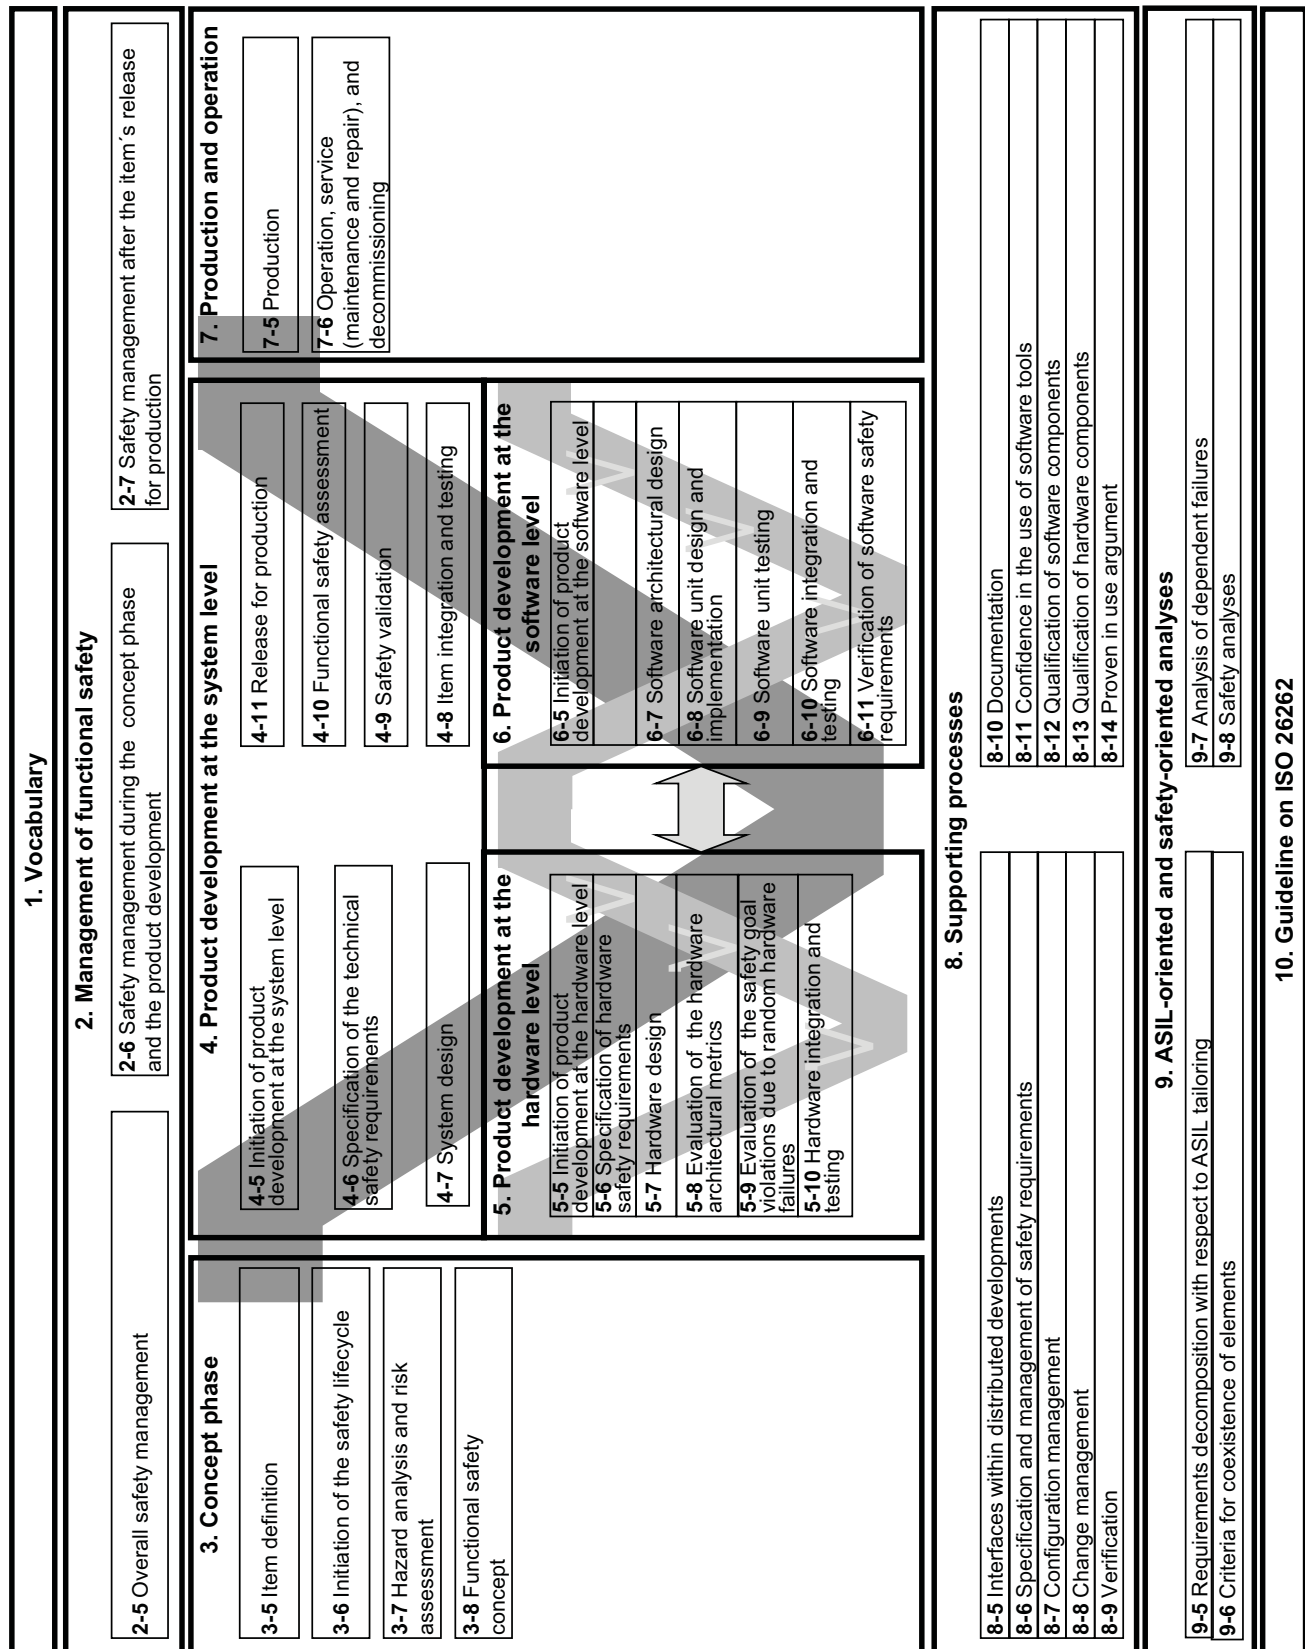 1. Vocabulary
2. Management of functional safety
2-5 Overall safety management
2-6 Safety management during the concept phase
and the product development
2-7 Safety management after the item´s release
for production
3. Concept phase
3-5 Item definition
3-6 Initiation of the safety lifecycle
3-7 Hazard analysis and risk
assessment
3-8 Functional safety
concept
4. Product development at the system level
4-5 Initiation of product
development at the system level
4-6 Specification of the technical
safety requirements
4-7 System design
4-11 Release for production
4-10 Functional safety assessment
4-9 Safety validation
4-8 Item integration and testing
5. Product development at the
hardware level
5-5 Initiation of product
development at the hardware level
5-6 Specification of hardware
safety requirements
5-7 Hardware design
5-8 Evaluation of the hardware
architectural metrics
5-9 Evaluation of the safety goal
violations due to random hardware
failures
5-10 Hardware integration and
testing
6. Product development at the
software level
6-5 Initiation of product
development at the software level
6-7 Software architectural design
6-8 Software unit design and
implementation
6-9 Software unit testing
6-10 Software integration and
testing
6-11 Verification of software safety
requirements
7. Production and operation
7-5 Production
7-6 Operation, service
(maintenance and repair), and
decommissioning
8. Supporting processes
8-5 Interfaces within distributed developments
8-6 Specification and management of safety requirements
8-7 Configuration management
8-8 Change management
8-9 Verification
8-10 Documentation
8-11 Confidence in the use of software tools
8-12 Qualification of software components
8-13 Qualification of hardware components
8-14 Proven in use argument
9. ASIL-oriented and safety-oriented analyses
9-5 Requirements decomposition with respect to ASIL tailoring
9-6 Criteria for coexistence of elements
9-7 Analysis of dependent failures
9-8 Safety analyses
10. Guideline on ISO 26262